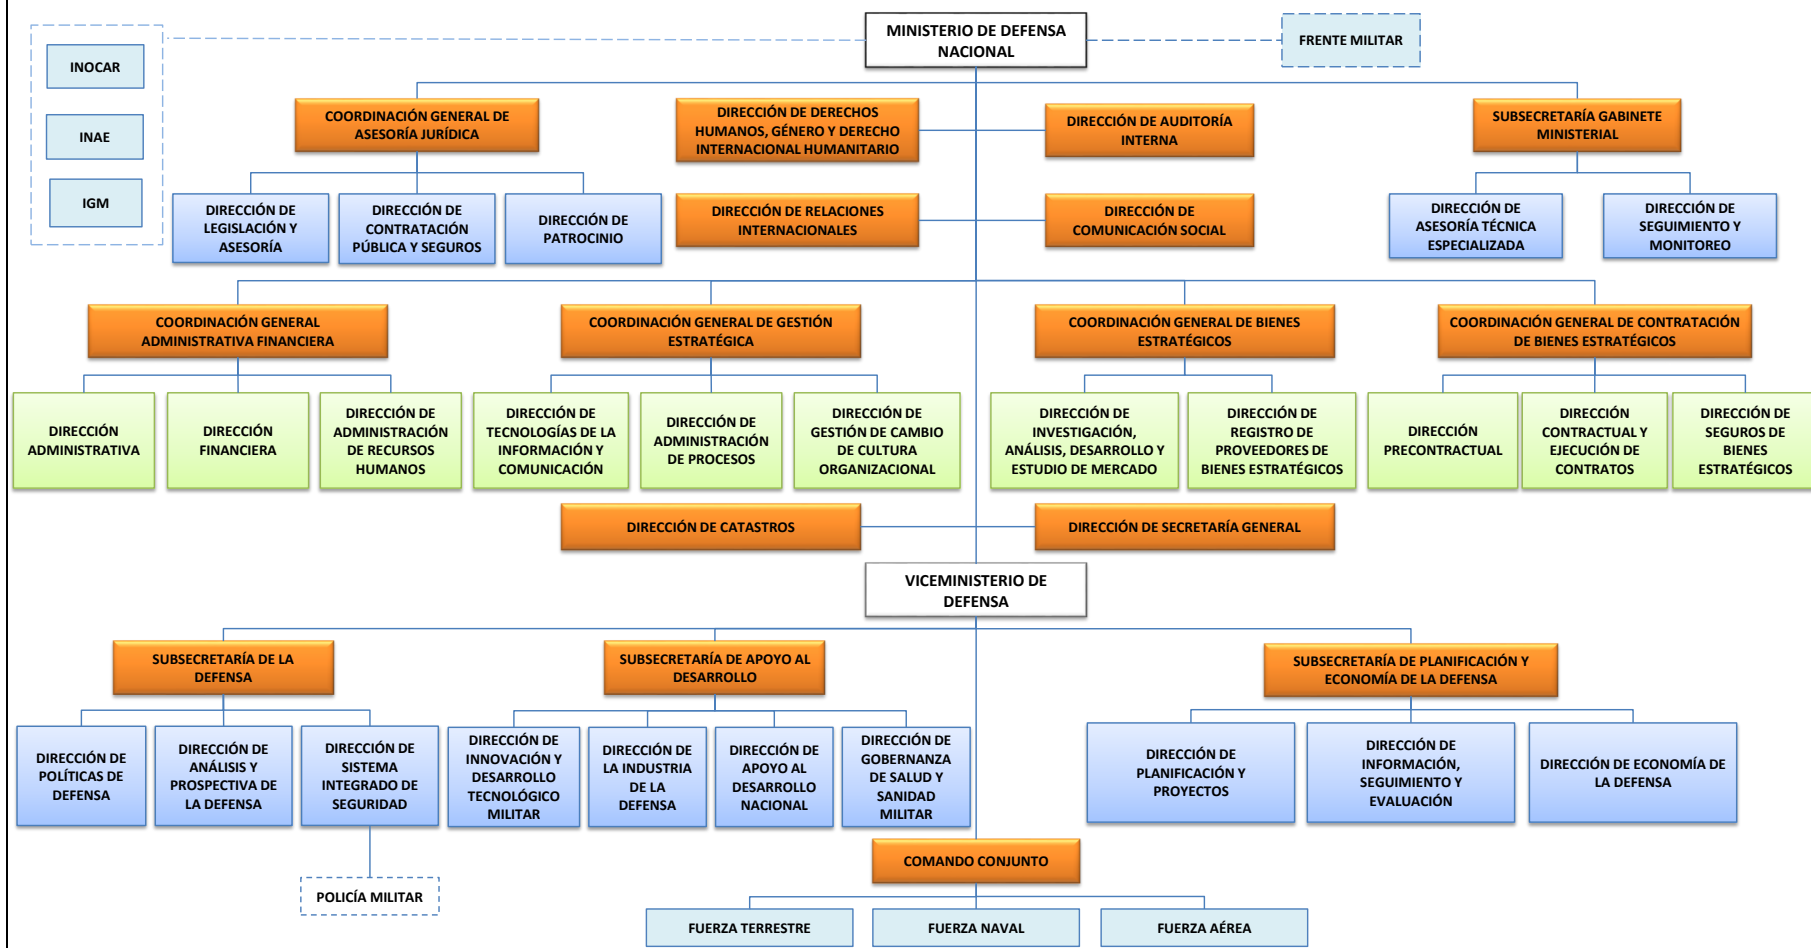 MINISTERIO DE DEFENSA
NACIONAL
FRENTE MILITAR
INOCAR
INAE
IGM
COORDINACIÓN GENERAL DE
ASESORÍA JURÍDICA
DIRECCIÓN DE DERECHOS
HUMANOS, GÉNERO Y DERECHO
INTERNACIONAL HUMANITARIO
DIRECCIÓN DE AUDITORÍA
INTERNA
SUBSECRETARÍA GABINETE
MINISTERIAL
DIRECCIÓN DE
LEGISLACIÓN Y
ASESORÍA
DIRECCIÓN DE
CONTRATACIÓN
PÚBLICA Y SEGUROS
DIRECCIÓN DE
PATROCINIO
DIRECCIÓN DE RELACIONES
INTERNACIONALES
DIRECCIÓN DE
COMUNICACIÓN SOCIAL
DIRECCIÓN DE
ASESORÍA TÉCNICA
ESPECIALIZADA
DIRECCIÓN DE
SEGUIMIENTO Y
MONITOREO
COORDINACIÓN GENERAL
ADMINISTRATIVA FINANCIERA
COORDINACIÓN GENERAL DE GESTIÓN
ESTRATÉGICA
COORDINACIÓN GENERAL DE BIENES
ESTRATÉGICOS
COORDINACIÓN GENERAL DE CONTRATACIÓN
DE BIENES ESTRATÉGICOS
DIRECCIÓN
ADMINISTRATIVA
DIRECCIÓN
FINANCIERA
DIRECCIÓN DE
ADMINISTRACIÓN
DE RECURSOS
HUMANOS
DIRECCIÓN DE
TECNOLOGÍAS DE LA
INFORMACIÓN Y
COMUNICACIÓN
DIRECCIÓN DE
ADMINISTRACIÓN
DE PROCESOS
DIRECCIÓN DE
GESTIÓN DE CAMBIO
DE CULTURA
ORGANIZACIONAL
DIRECCIÓN DE
INVESTIGACIÓN,
ANÁLISIS, DESARROLLO Y
ESTUDIO DE MERCADO
DIRECCIÓN DE
REGISTRO DE
PROVEEDORES DE
BIENES ESTRATÉGICOS
DIRECCIÓN
PRECONTRACTUAL
DIRECCIÓN
CONTRACTUAL Y
EJECUCIÓN DE
CONTRATOS
DIRECCIÓN DE
SEGUROS DE
BIENES
ESTRATÉGICOS
DIRECCIÓN DE CATASTROS
DIRECCIÓN DE SECRETARÍA GENERAL
VICEMINISTERIO DE
DEFENSA
SUBSECRETARÍA DE LA
DEFENSA
SUBSECRETARÍA DE APOYO AL
DESARROLLO
SUBSECRETARÍA DE PLANIFICACIÓN Y
ECONOMÍA DE LA DEFENSA
DIRECCIÓN DE
POLÍTICAS DE
DEFENSA
DIRECCIÓN DE
ANÁLISIS Y
PROSPECTIVA DE
LA DEFENSA
DIRECCIÓN DE
SISTEMA
INTEGRADO DE
SEGURIDAD
DIRECCIÓN DE
INNOVACIÓN Y
DESARROLLO
TECNOLÓGICO
MILITAR
DIRECCIÓN DE
LA INDUSTRIA
DE LA
DEFENSA
DIRECCIÓN DE
APOYO AL
DESARROLLO
NACIONAL
DIRECCIÓN DE
GOBERNANZA
DE SALUD Y
SANIDAD
MILITAR
DIRECCIÓN DE
PLANIFICACIÓN Y
PROYECTOS
DIRECCIÓN DE
INFORMACIÓN,
SEGUIMIENTO Y
EVALUACIÓN
DIRECCIÓN DE ECONOMÍA DE
LA DEFENSA
COMANDO CONJUNTO
POLICÍA MILITAR
FUERZA TERRESTRE
FUERZA NAVAL
FUERZA AÉREA